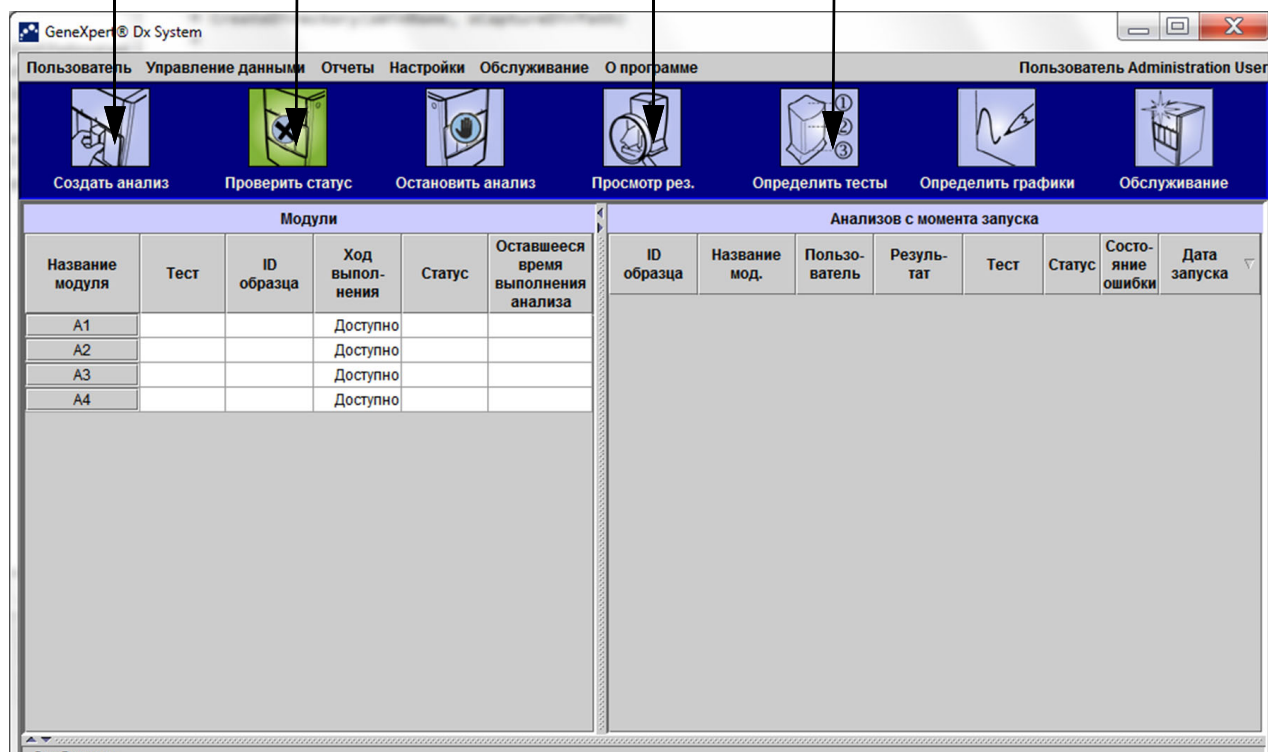 GeneXpert® Dx System
Пользователь Управление данными Отчеты Настройки Обслуживание О программе Пользователь Administration User
Создать анализ Проверить статус Остановить анализ Просмотр рез. Определить тесты Определить графики Обслуживание
Модули
Анализов с момента запуска
Название модуля Тест ID образца Ход выпол-нения Статус Оставшееся время выполнения анализа
ID образца Название мод. Пользо-ватель Резуль-тат Тест Статус Состо-яние ошибки Дата запуска
A1 Доступно
A2 Доступно
A3 Доступно
A4 Доступно